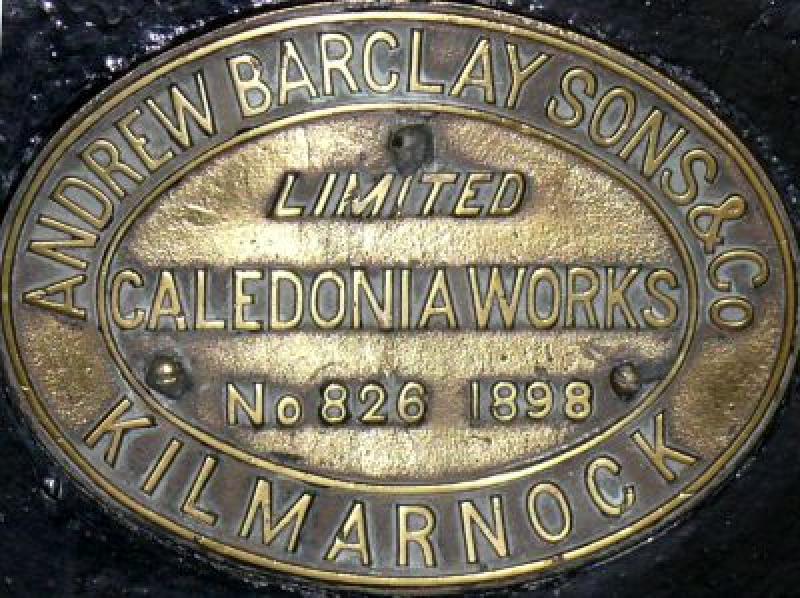 ANDREW BARCLAY SONS & Co
LIMITED
CALEDONIA WORKS
No 826 1898
KILMARNOCK